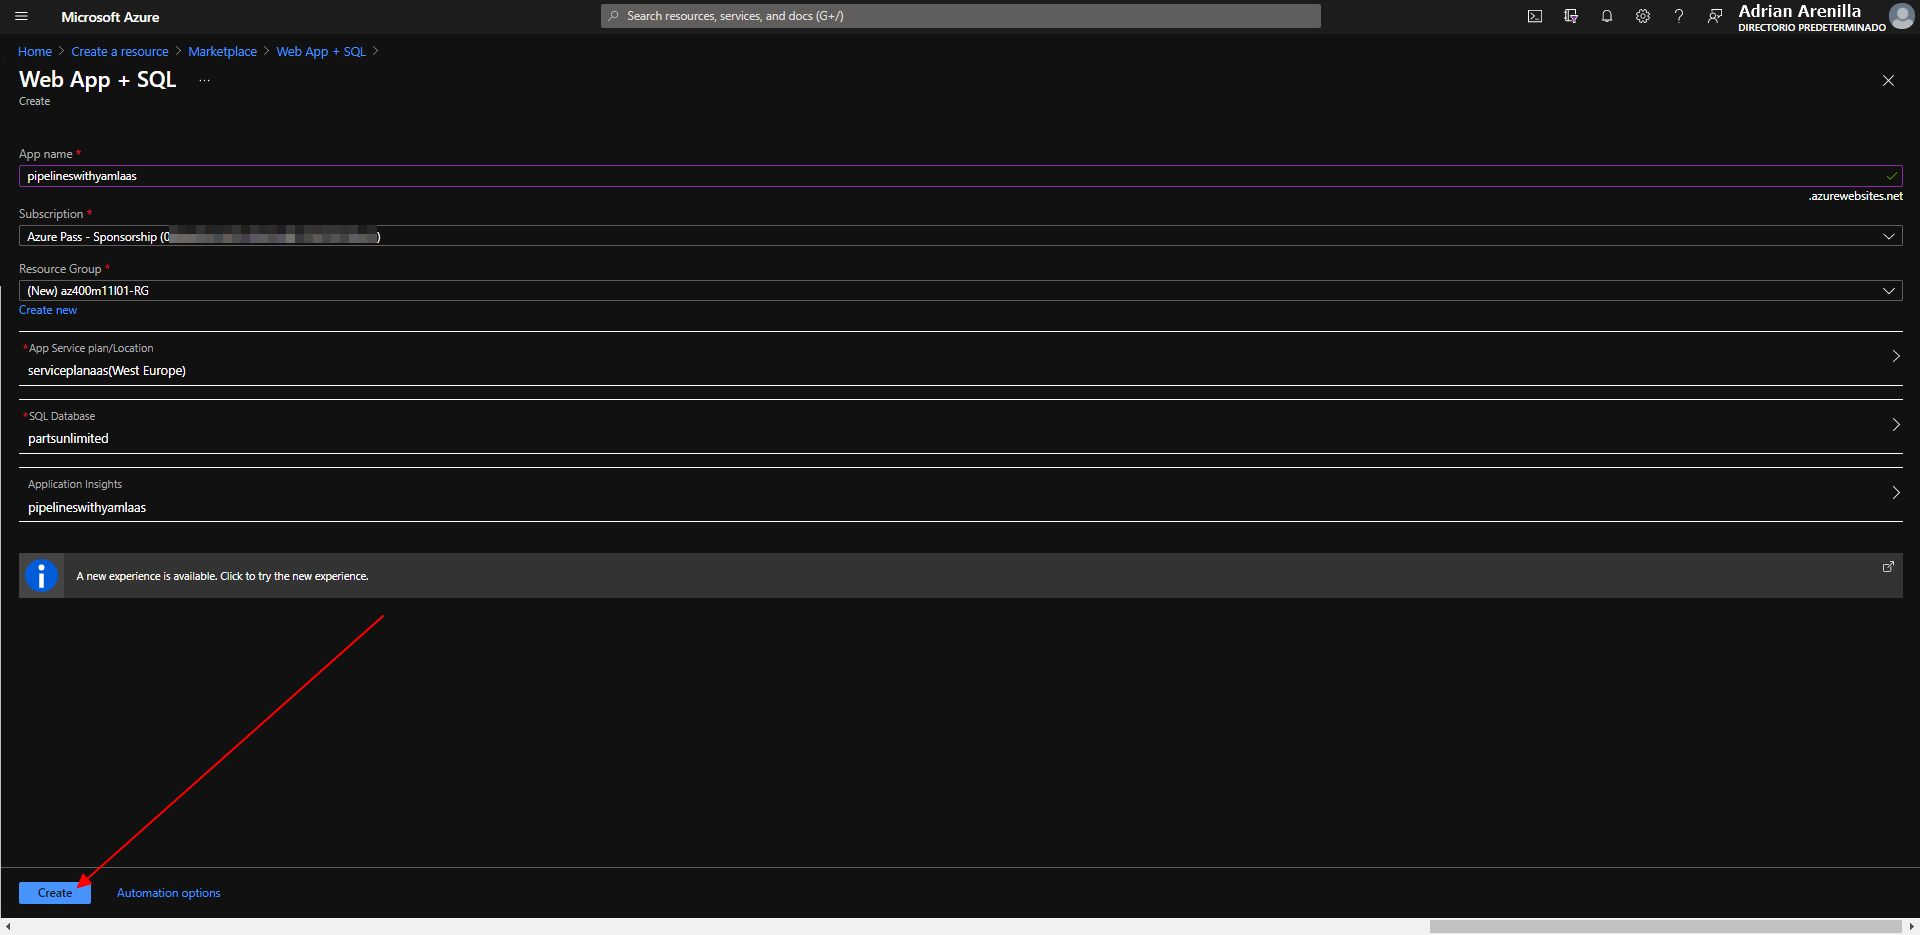 Microsoft Azure
Search resources, services, and docs (G+/)
Adrian Arenilla
DIRECTORIO PREDETERMINADO
Home > Create a resource > Marketplace > Web App + SQL >
Web App + SQL ...
Create
App name *
pipelineswithyamlaas
.azurewebsites.net
Subscription *
Azure Pass - Sponsorship (0 )
Resource Group *
(New) az400m11l01-RG
Create new
*App Service plan/Location
serviceplanaas(West Europe)
*SQL Database
partsunlimited
Application Insights
pipelineswithyamlaas
A new experience is available. Click to try the new experience.
Create
Automation options